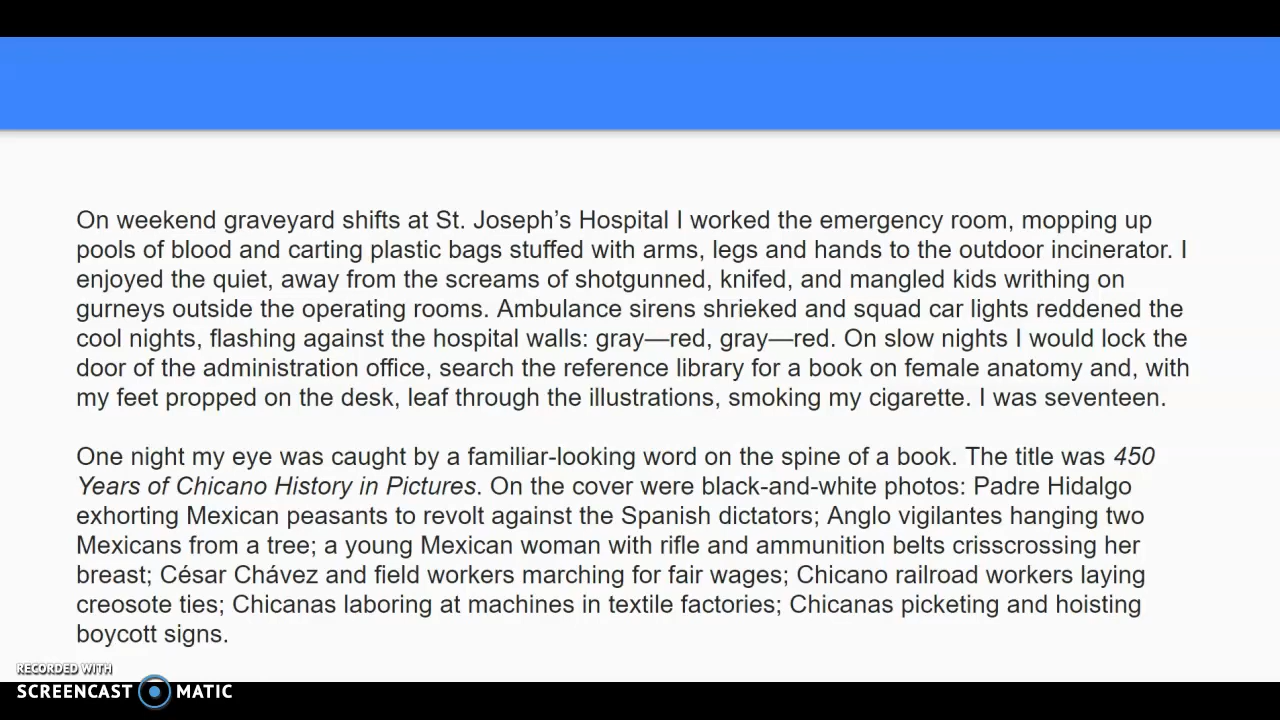 On weekend graveyard shifts at St. Joseph’s Hospital I worked the emergency room, mopping up
pools of blood and carting plastic bags stuffed with arms, legs and hands to the outdoor incinerator. I
enjoyed the quiet, away from the screams of shotgunned, knifed, and mangled kids writhing on
gurneys outside the operating rooms. Ambulance sirens shrieked and squad car lights reddened the
cool nights, flashing against the hospital walls: gray—red, gray—red. On slow nights I would lock the
door of the administration office, search the reference library for a book on female anatomy and, with
my feet propped on the desk, leaf through the illustrations, smoking my cigarette. I was seventeen.
One night my eye was caught by a familiar-looking word on the spine of a book. The title was 450
Years of Chicano History in Pictures. On the cover were black-and-white photos: Padre Hidalgo
exhorting Mexican peasants to revolt against the Spanish dictators; Anglo vigilantes hanging two
Mexicans from a tree; a young Mexican woman with rifle and ammunition belts crisscrossing her
breast; César Chávez and field workers marching for fair wages; Chicano railroad workers laying
creosote ties; Chicanas laboring at machines in textile factories; Chicanas picketing and hoisting
boycott signs.
RECORDED WITH
SCREENCAST MATIC